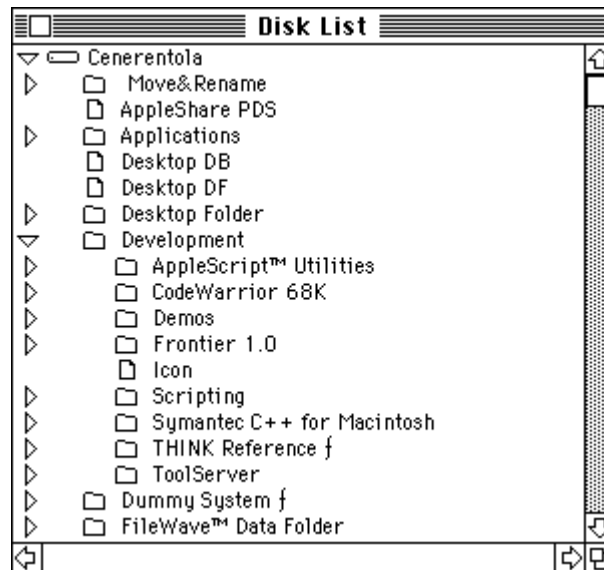 Disk List
Cenerentola
Move&Rename
AppleShare PDS
Applications
Desktop DB
Desktop DF
Desktop Folder
Development
AppleScript™ Utilities
CodeWarrior 68K
Demos
Frontier 1.0
Icon
Scripting
Symantec C++ for Macintosh
THINK Reference ƒ
ToolServer
Dummy System ƒ
FileWave™ Data Folder